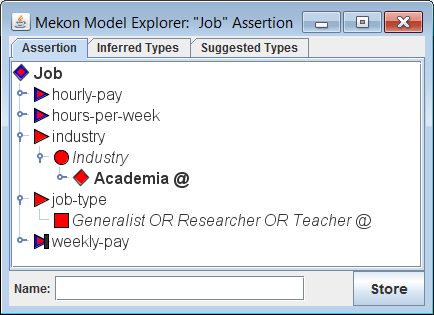 Mekon Model Explorer: "Job" Assertion
Assertion Inferred Types Suggested Types
Job
hourly-pay
hours-per-week
industry
Industry
Academia @
job-type
Generalist OR Researcher OR Teacher @
weekly-pay
Name: Store